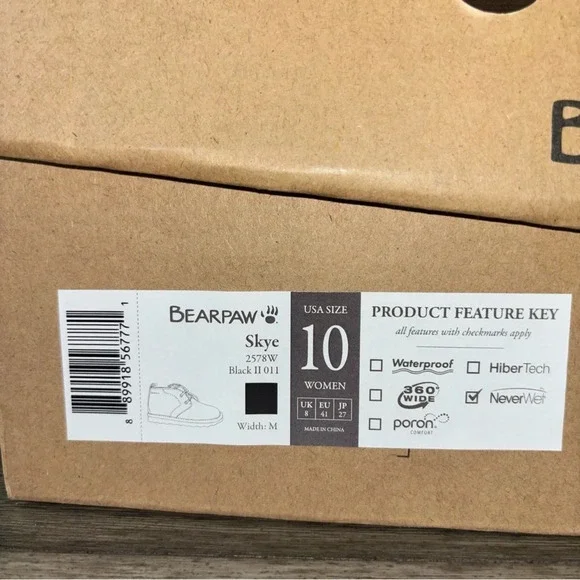 B
8 89918 56777 1
BEARPAW
Skye
2578W
Black II 011
Width: M
USA SIZE
10
WOMEN
UK EU JP
8 41 27
MADE IN CHINA
PRODUCT FEATURE KEY
all features with checkmarks apply
Waterproof HiberTech
360° WIDE NeverWet
poron
COMFORT